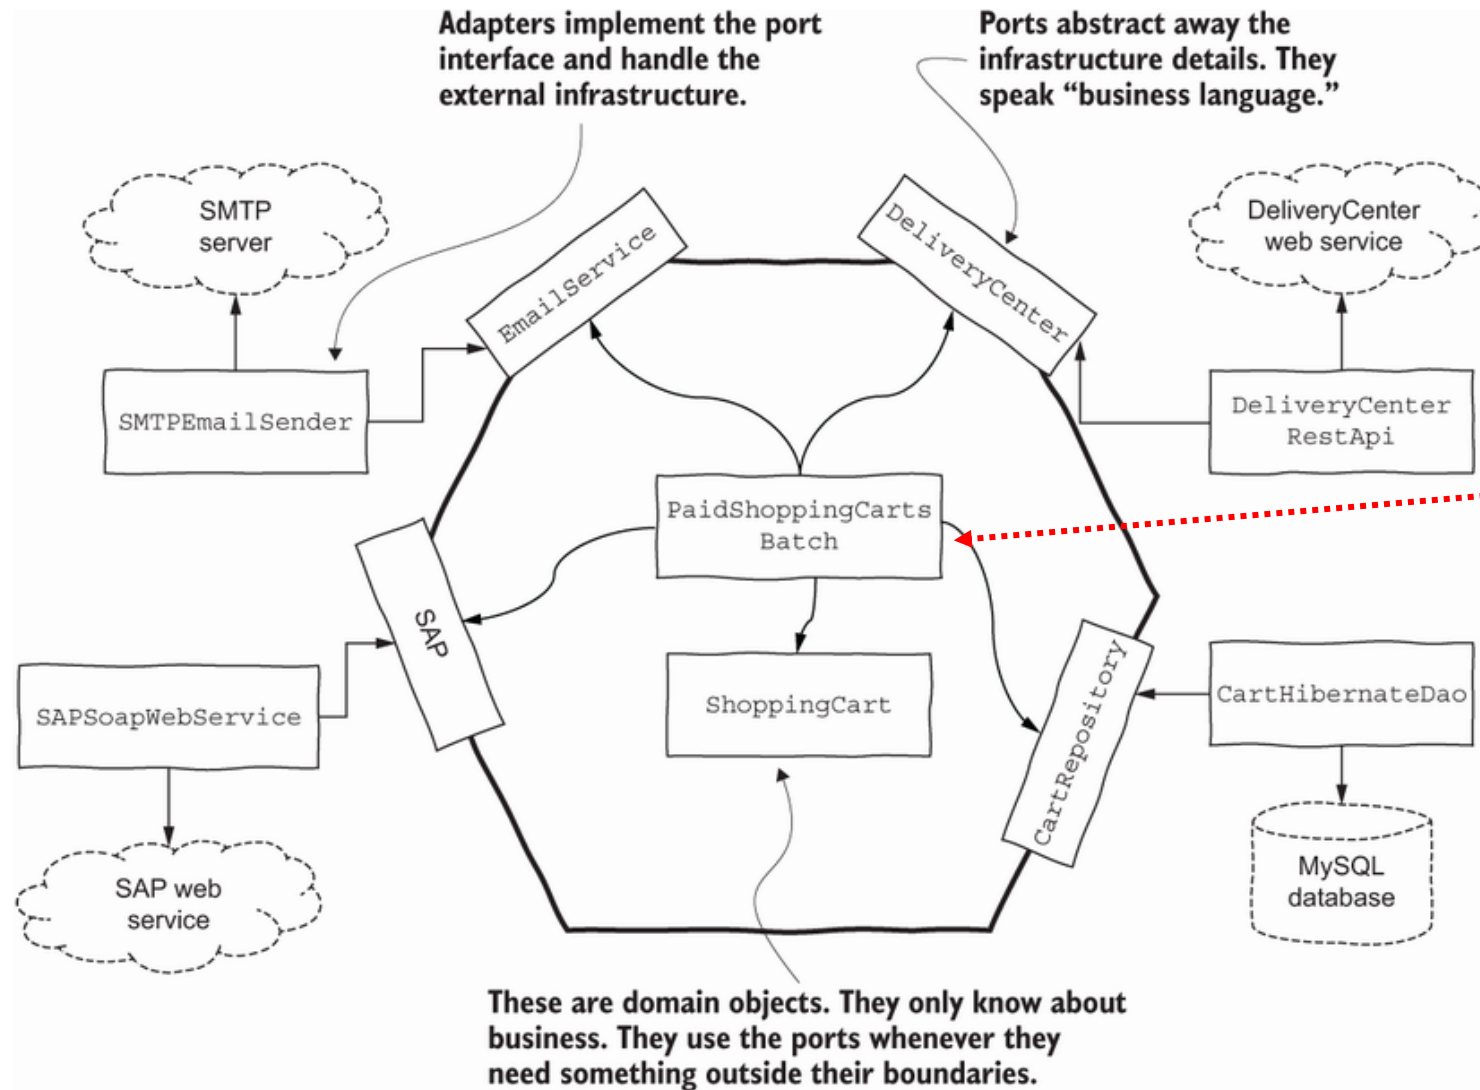 Adapters implement the port
interface and handle the
external infrastructure.
Ports abstract away the
infrastructure details. They
speak “business language.”
SMTP
server
EmailService
DeliveryCenter
DeliveryCenter
web service
SMTPEmailSender
DeliveryCenter
RestApi
PaidShoppingCarts
Batch
SAP
SAPSoapWebService
ShoppingCart
CartRepository
CartHibernateDao
SAP web
service
MySQL
database
These are domain objects. They only know about
business. They use the ports whenever they
need something outside their boundaries.